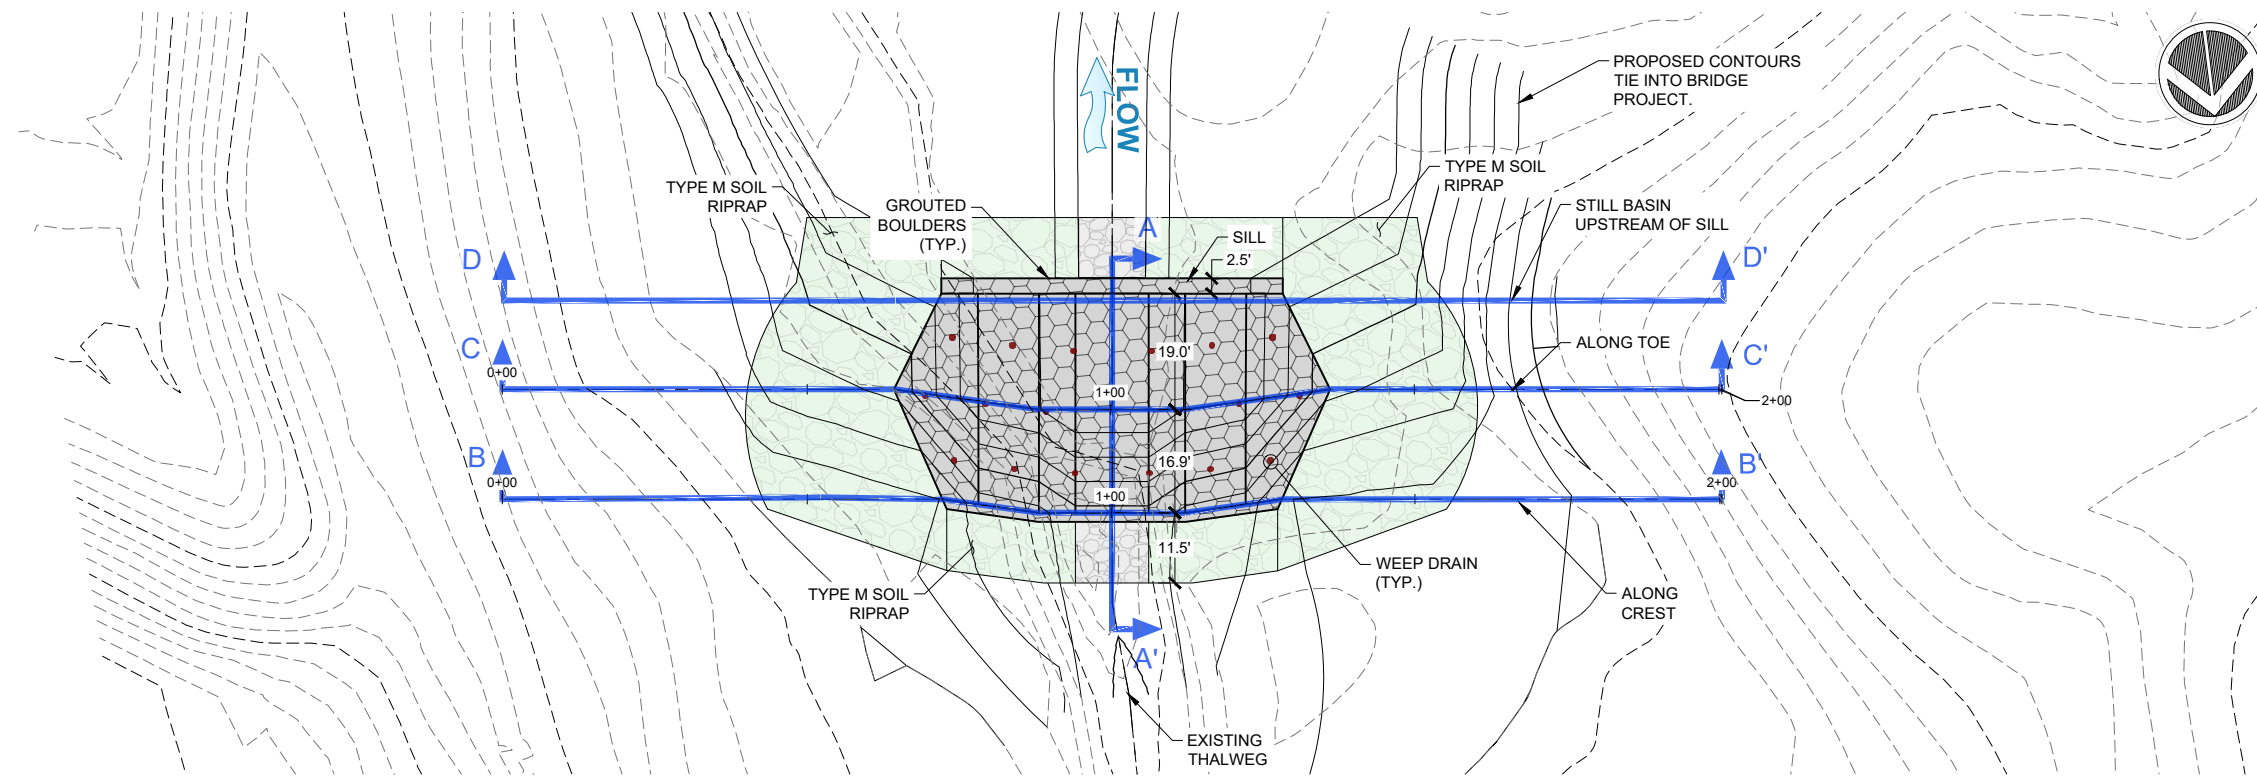 FLOW
PROPOSED CONTOURS
TIE INTO BRIDGE
PROJECT.
TYPE M SOIL
RIPRAP
TYPE M SOIL
RIPRAP
GROUTED
BOULDERS
(TYP.)
STILL BASIN
UPSTREAM OF SILL
A
SILL
2.5'
D
D'
C
0+00
19.0'
ALONG TOE
C'
1+00
2+00
B
0+00
16.9'
1+00
B'
2+00
11.5'
WEEP DRAIN
(TYP.)
TYPE M SOIL
RIPRAP
ALONG
CREST
A'
EXISTING
THALWEG